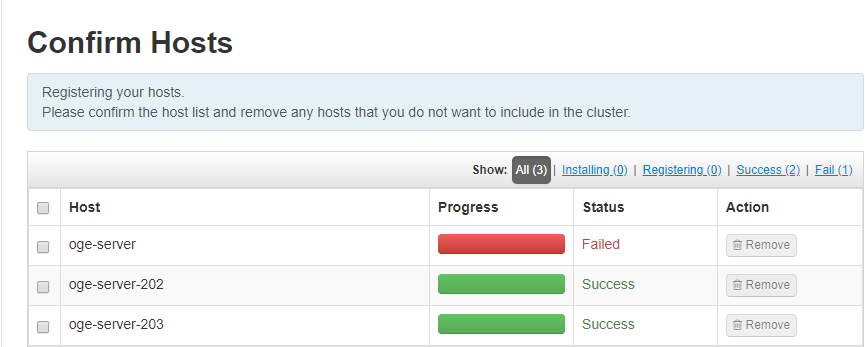 Confirm Hosts
Registering your hosts.
Please confirm the host list and remove any hosts that you do not want to include in the cluster.
Show: All (3) | Installing (0) | Registering (0) | Success (2) | Fail (1)
Host Progress Status Action
oge-server Failed Remove
oge-server-202 Success Remove
oge-server-203 Success Remove